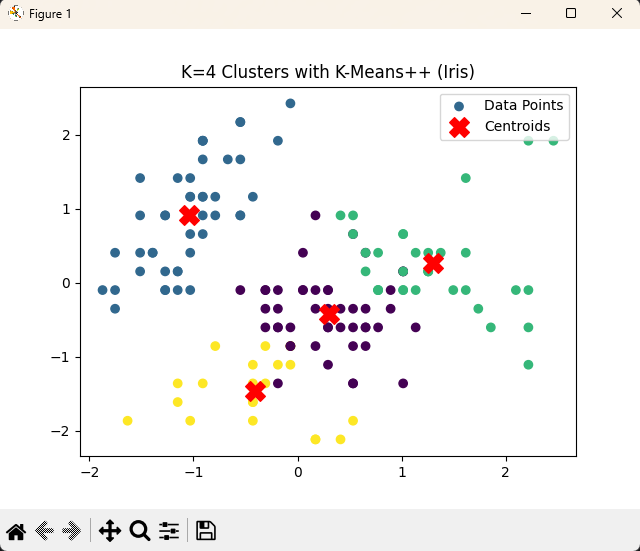 Figure 1
K=4 Clusters with K-Means++ (Iris)
Data Points
Centroids
2
1
0
−1
−2
−2 −1 0 1 2